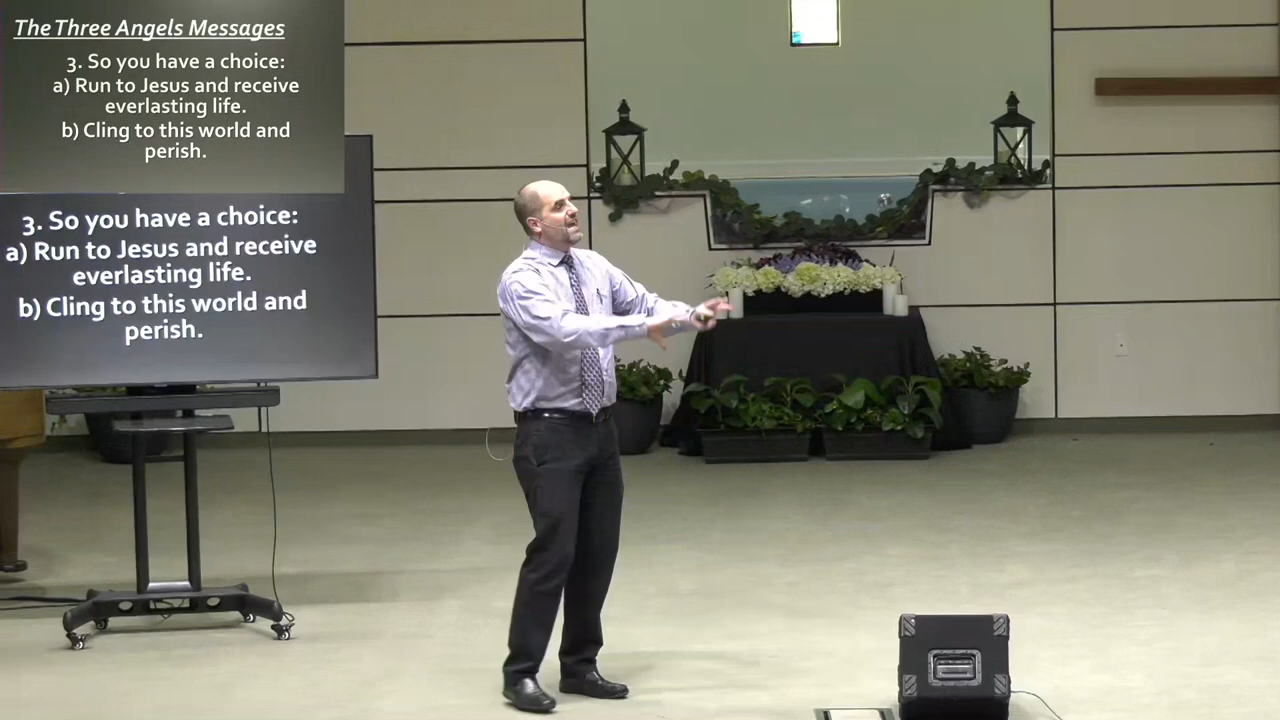 The Three Angels Messages
3. So you have a choice:
a) Run to Jesus and receive
everlasting life.
b) Cling to this world and
perish.
3. So you have a choice:
a) Run to Jesus and receive
everlasting life.
b) Cling to this world and
perish.